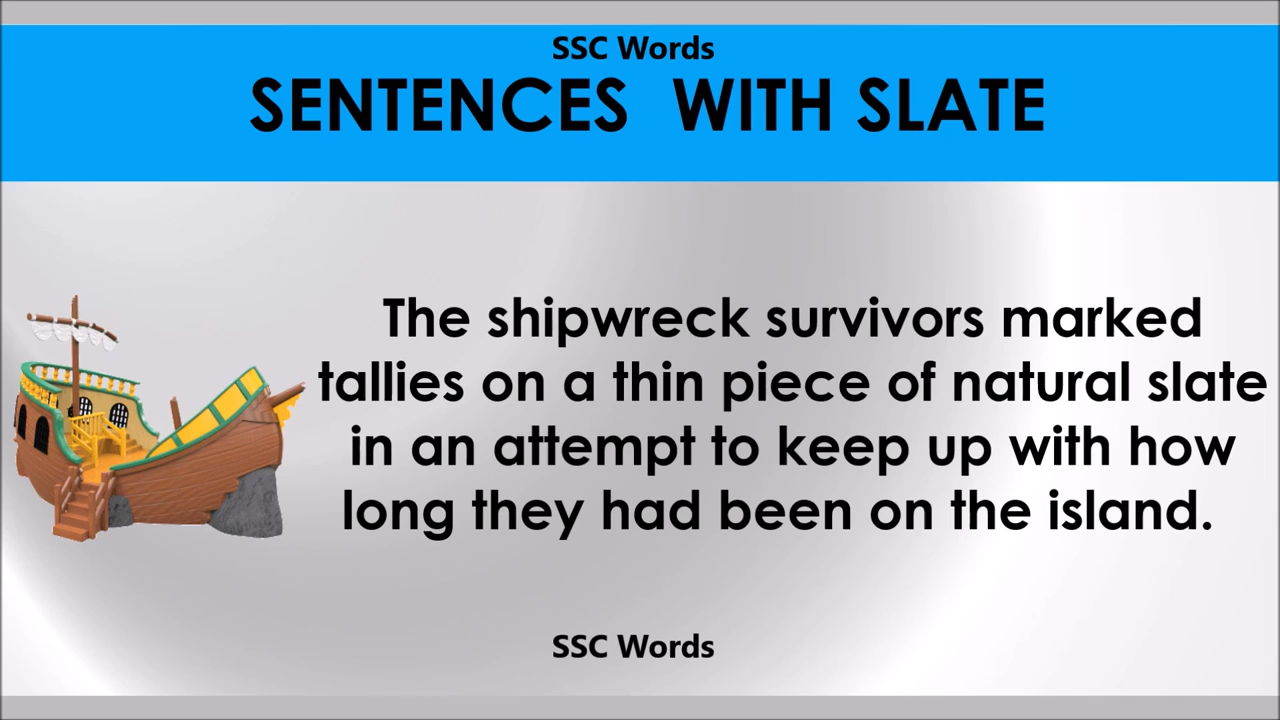 SSC Words
SENTENCES WITH SLATE
The shipwreck survivors marked
tallies on a thin piece of natural slate
in an attempt to keep up with how
long they had been on the island.
SSC Words